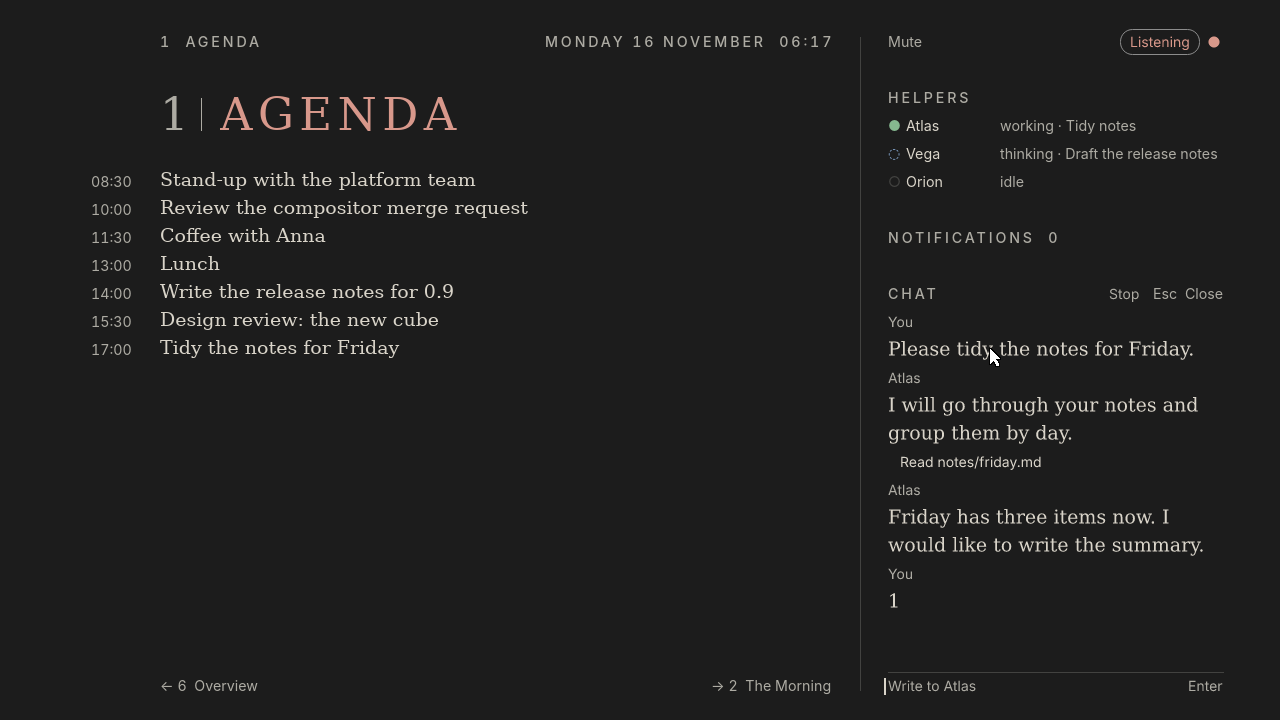 1 AGENDA
MONDAY 16 NOVEMBER 06:17
1 AGENDA
08:30 Stand-up with the platform team
10:00 Review the compositor merge request
11:30 Coffee with Anna
13:00 Lunch
14:00 Write the release notes for 0.9
15:30 Design review: the new cube
17:00 Tidy the notes for Friday
← 6 Overview
→ 2 The Morning
Mute
Listening
HELPERS
Atlas working · Tidy notes
Vega thinking · Draft the release notes
Orion idle
NOTIFICATIONS 0
CHAT Stop Esc Close
You
Please tidy the notes for Friday.
Atlas
I will go through your notes and
group them by day.
Read notes/friday.md
Atlas
Friday has three items now. I
would like to write the summary.
You
1
Write to Atlas Enter